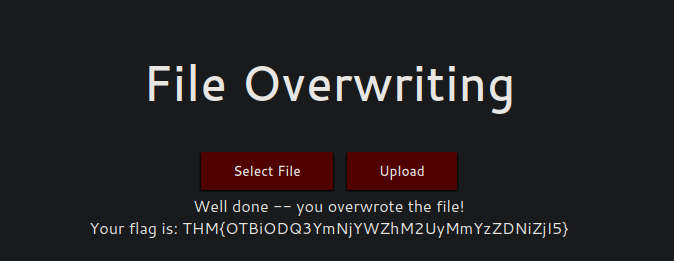 File Overwriting
Select File
Upload
Well done -- you overwrote the file!
Your flag is: THM{OTBiODQ3YmNjYWZhM2UyMmYzZDNiZjI5}